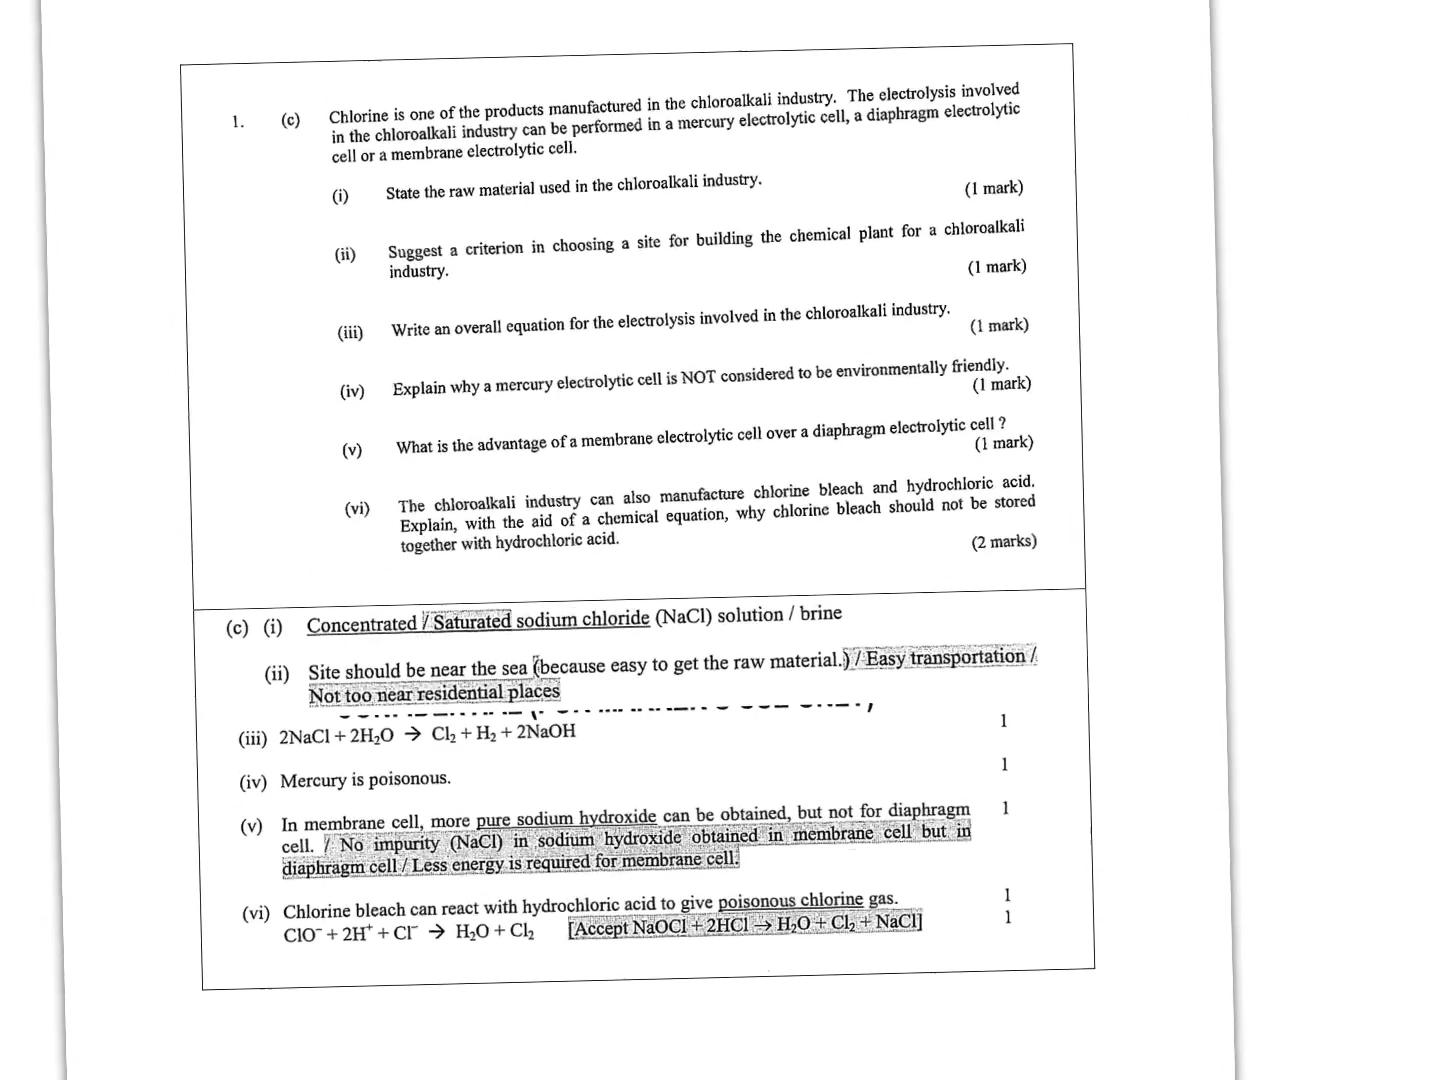 1. (c) Chlorine is one of the products manufactured in the chloroalkali industry. The electrolysis involved
in the chloroalkali industry can be performed in a mercury electrolytic cell, a diaphragm electrolytic
cell or a membrane electrolytic cell.
(i) State the raw material used in the chloroalkali industry.
(1 mark)
(ii) Suggest a criterion in choosing a site for building the chemical plant for a chloroalkali
industry.
(1 mark)
(iii) Write an overall equation for the electrolysis involved in the chloroalkali industry.
(1 mark)
(iv) Explain why a mercury electrolytic cell is NOT considered to be environmentally friendly.
(1 mark)
(v) What is the advantage of a membrane electrolytic cell over a diaphragm electrolytic cell ?
(1 mark)
(vi) The chloroalkali industry can also manufacture chlorine bleach and hydrochloric acid.
Explain, with the aid of a chemical equation, why chlorine bleach should not be stored
together with hydrochloric acid.
(2 marks)
(c) (i) Concentrated / Saturated sodium chloride (NaCl) solution / brine
(ii) Site should be near the sea (because easy to get the raw material.) / Easy transportation /
Not too near residential places
(iii) 2NaCl + 2H₂O → Cl₂ + H₂ + 2NaOH 1
(iv) Mercury is poisonous. 1
(v) In membrane cell, more pure sodium hydroxide can be obtained, but not for diaphragm 1
cell. / No impurity (NaCl) in sodium hydroxide obtained in membrane cell but in
diaphragm cell / Less energy is required for membrane cell.
(vi) Chlorine bleach can react with hydrochloric acid to give poisonous chlorine gas. 1
ClO⁻ + 2H⁺ + Cl⁻ → H₂O + Cl₂ [Accept NaOCl + 2HCl → H₂O + Cl₂ + NaCl] 1